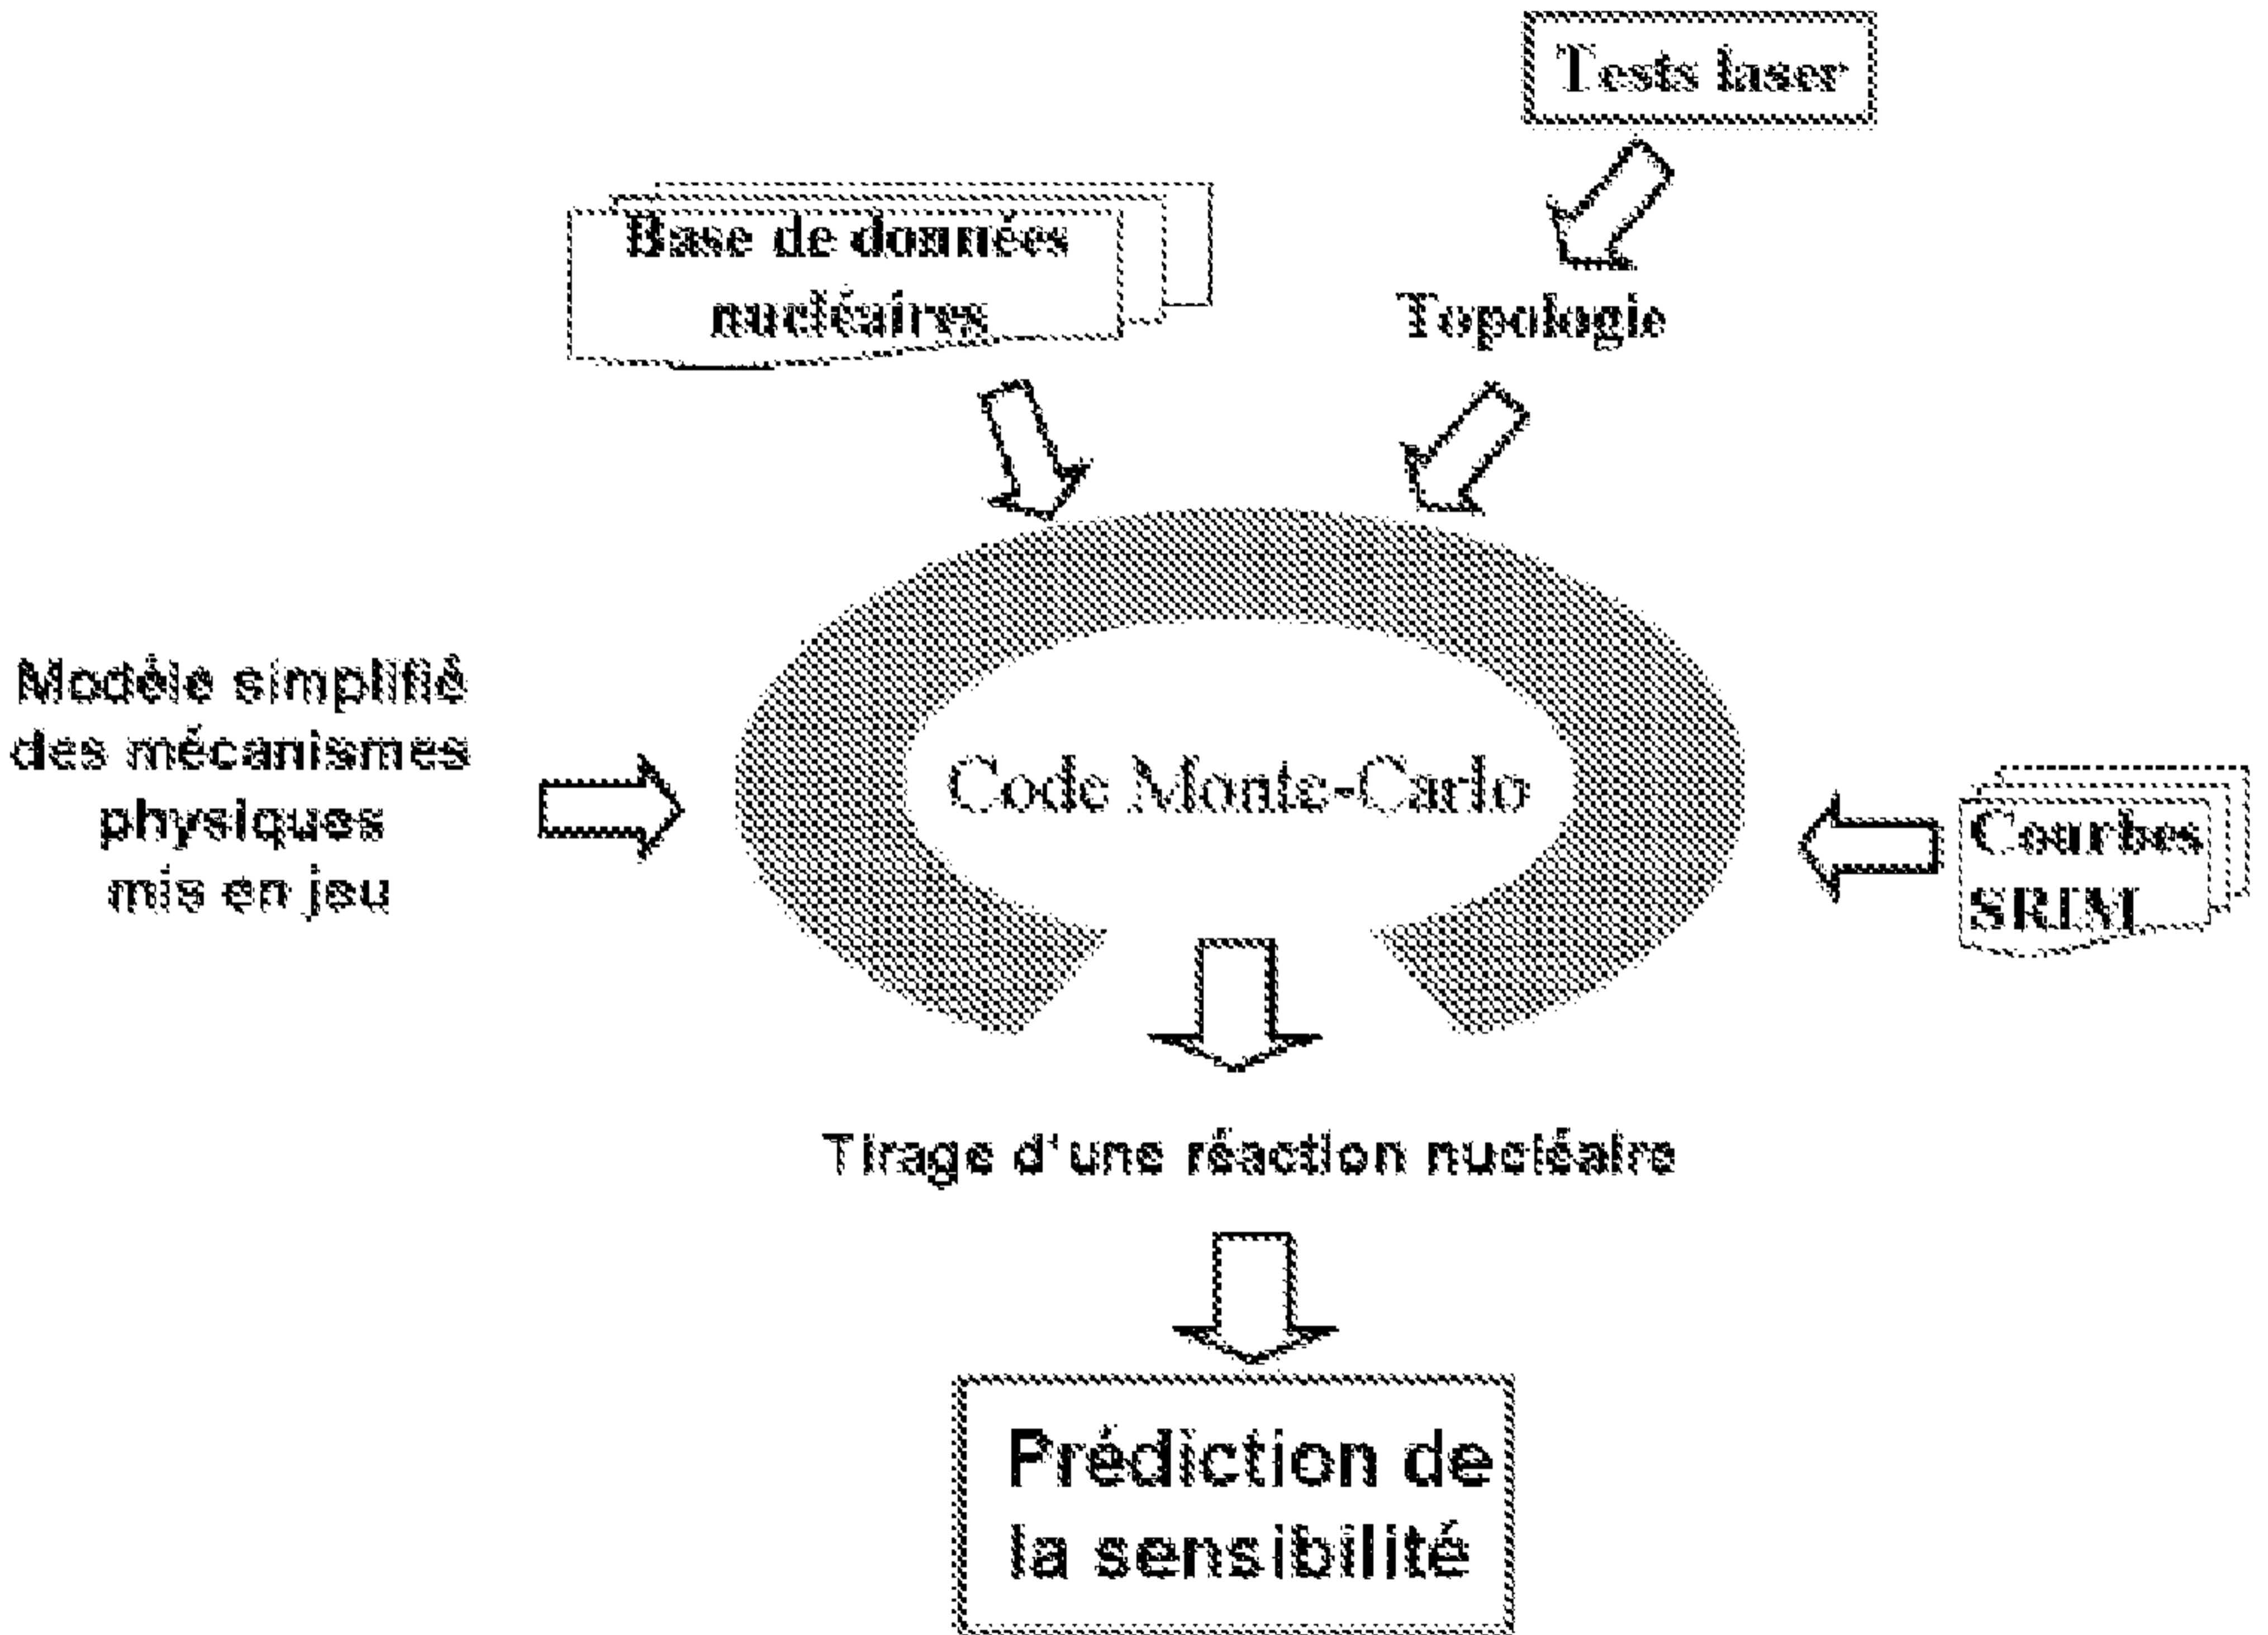 Tests laser
Base de données
nucléaires
Topologie
Modèle simplifié
des mécanismes
physiques
mis en jeu
Code Monte-Carlo
Courbes
SRIM
Tirage d'une réaction nucléaire
Prédiction de
la sensibilité